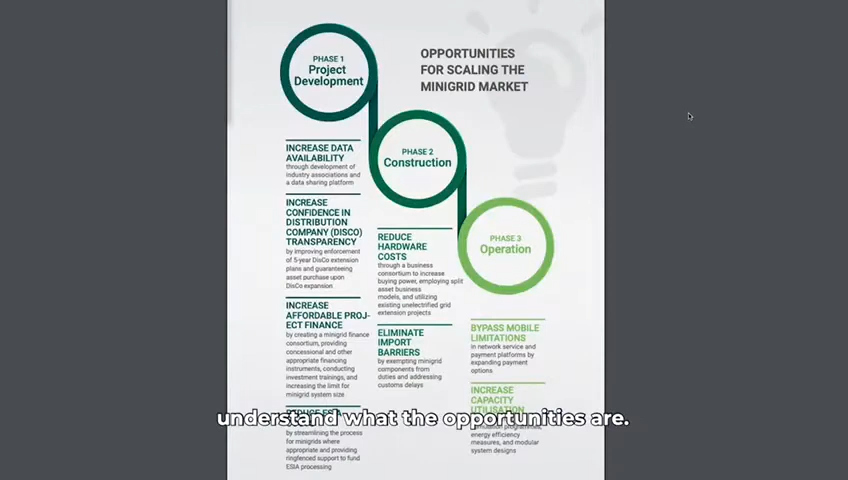 PHASE 1
Project
Development
OPPORTUNITIES
FOR SCALING THE
MINIGRID MARKET
PHASE 2
Construction
INCREASE DATA
AVAILABILITY
through development of
industry associations and
a data sharing platform
INCREASE
CONFIDENCE IN
DISTRIBUTION
COMPANY (DISCO)
TRANSPARENCY
by improving enforcement
of 5-year DisCo extension
plans and guaranteeing
asset purchase upon
DisCo expansion
INCREASE
AFFORDABLE PROJ-
ECT FINANCE
by creating a minigrid finance
consortium, providing
concessional and other
appropriate financing
instruments, conducting
investment trainings, and
increasing the limit for
minigrid system size
by streamlining the process
for minigrids where
appropriate and providing
ringfenced support to fund
ESIA processing
REDUCE
HARDWARE
COSTS
through a business
consortium to increase
buying power, employing split
asset business
models, and utilizing
existing unelectrified grid
extension projects
ELIMINATE
IMPORT
BARRIERS
by exempting minigrid
components from
duties and addressing
customs delays
PHASE 3
Operation
BYPASS MOBILE
LIMITATIONS
in network service and
payment platforms by
expanding payment
options
INCREASE
CAPACITY
UTILISATION
programmes,
energy efficiency
measures, and modular
system designs
understand what the opportunities are.